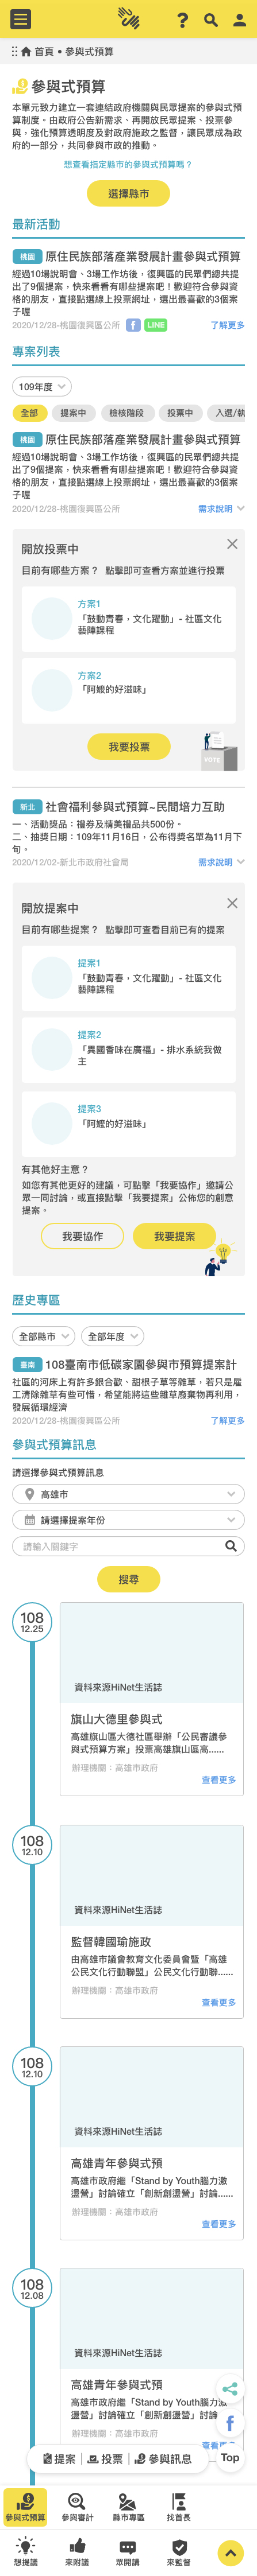 首頁 • 參與式預算
參與式預算
本單元致力建立一套連結政府機關與民眾提案的參與式預
算制度。由政府公告新需求、再開放民眾提案、投票參
與，強化預算透明度及對政府施政之監督，讓民眾成為政
府的一部分，共同參與市政的推動。
想查看指定縣市的參與式預算嗎？
選擇縣市
最新活動
桃園 原住民族部落產業發展計畫參與式預算
經過10場說明會、3場工作坊後，復興區的民眾們總共提
出了9個提案，快來看看有哪些提案吧！歡迎符合參與資
格的朋友，直接點選線上投票網址，選出最喜歡的3個案
子喔
2020/12/28-桃園復興區公所 f LINE 了解更多
專案列表
109年度
全部 提案中 檢核階段 投票中 入選/執
桃園 原住民族部落產業發展計畫參與式預算
經過10場說明會、3場工作坊後，復興區的民眾們總共提
出了9個提案，快來看看有哪些提案吧！歡迎符合參與資
格的朋友，直接點選線上投票網址，選出最喜歡的3個案
子喔
2020/12/28-桃園復興區公所 需求說明
開放投票中
目前有哪些方案？ 點擊即可查看方案並進行投票
方案1
「鼓動青春，文化躍動」- 社區文化
藝陣課程
方案2
「阿嬤的好滋味」
我要投票
VOTE
新北 社會福利參與式預算~民間培力互助
一、活動獎品：禮券及精美禮品共500份。
二、抽獎日期：109年11月16日，公布得獎名單為11月下
旬。
2020/12/02-新北市政府社會局 需求說明
開放提案中
目前有哪些提案？ 點擊即可查看目前已有的提案
提案1
「鼓動青春，文化躍動」- 社區文化
藝陣課程
提案2
「異國香味在廣福」- 排水系統我做
主
提案3
「阿嬤的好滋味」
有其他好主意？
如您有其他更好的建議，可點擊「我要協作」邀請公
眾一同討論，或直接點擊「我要提案」公佈您的創意
提案。
我要協作 我要提案
歷史專區
全部縣市 全部年度
臺南 108臺南市低碳家園參與市預算提案計
社區的河床上有許多銀合歡、甜根子草等雜草，若只是雇
工清除雜草有些可惜，希望能將這些雜草廢棄物再利用，
發展循環經濟
2020/12/28-桃園復興區公所 了解更多
參與式預算訊息
請選擇參與式預算訊息
高雄市
請選擇提案年份
請輸入關鍵字
搜尋
108
12.25
資料來源HiNet生活誌
旗山大德里參與式
高雄旗山區大德社區舉辦「公民審議參
與式預算方案」投票高雄旗山區高......
辦理機關：高雄市政府
查看更多
108
12.10
資料來源HiNet生活誌
監督韓國瑜施政
由高雄市議會教育文化委員會暨「高雄
公民文化行動聯盟」公民文化行動聯......
辦理機關：高雄市政府
查看更多
108
12.10
資料來源HiNet生活誌
高雄青年參與式預
高雄市政府繼「Stand by Youth腦力激
盪營」討論確立「創新創盪營」討論......
辦理機關：高雄市政府
查看更多
108
12.08
資料來源HiNet生活誌
高雄青年參與式預
高雄市政府繼「Stand by Youth腦力激
盪營」討論確立「創新創盪營」討論
辦理機關：高雄市政府
查看更多
提案 投票 參與訊息
Top
參與式預算 參與審計 縣市專區 找首長
想提議 來附議 眾開講 來監督